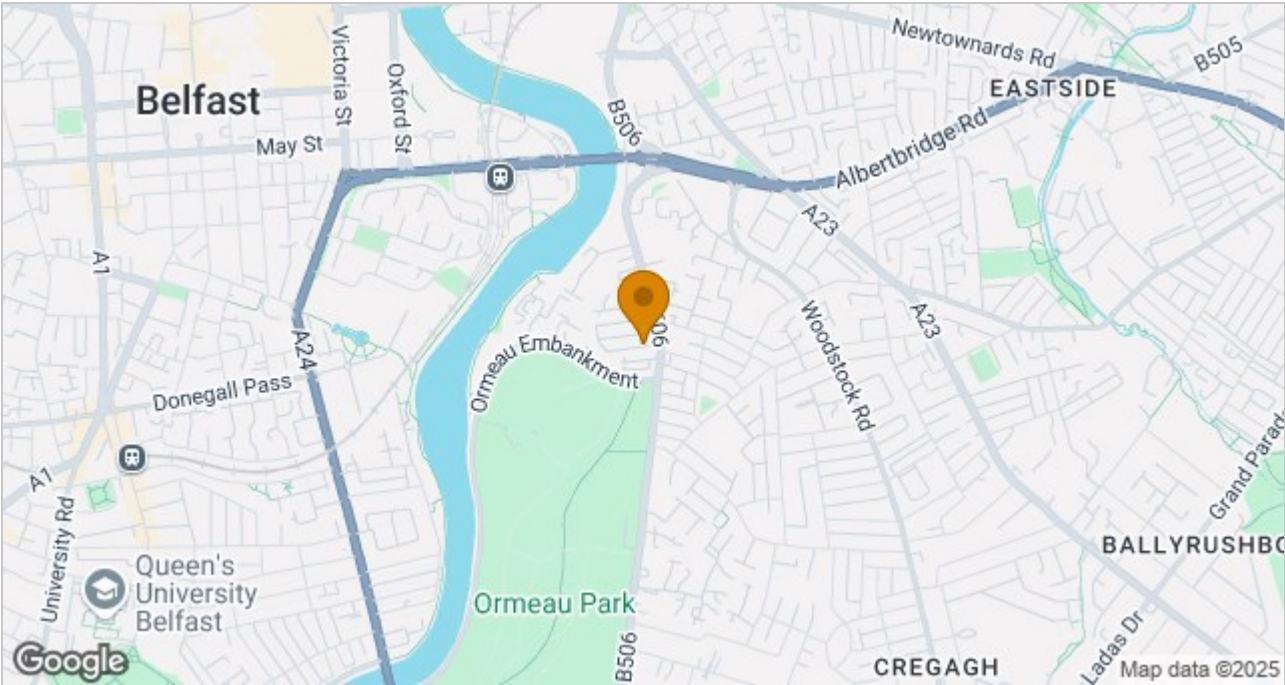 Newtownards Rd
B505
Victoria St
Oxford St
EASTSIDE
Belfast
B506
May St
Albertbridge Rd
A23
A1
A23
Woodstock Rd
A24
Ormeau Embankment
Donegall Pass
A1
University Rd
Grand Parad
BALLYRUSHBO
Queen's
University
Belfast
Ormeau Park
B506
Ladas Dr
CREGAGH
Google
Map data ©2025